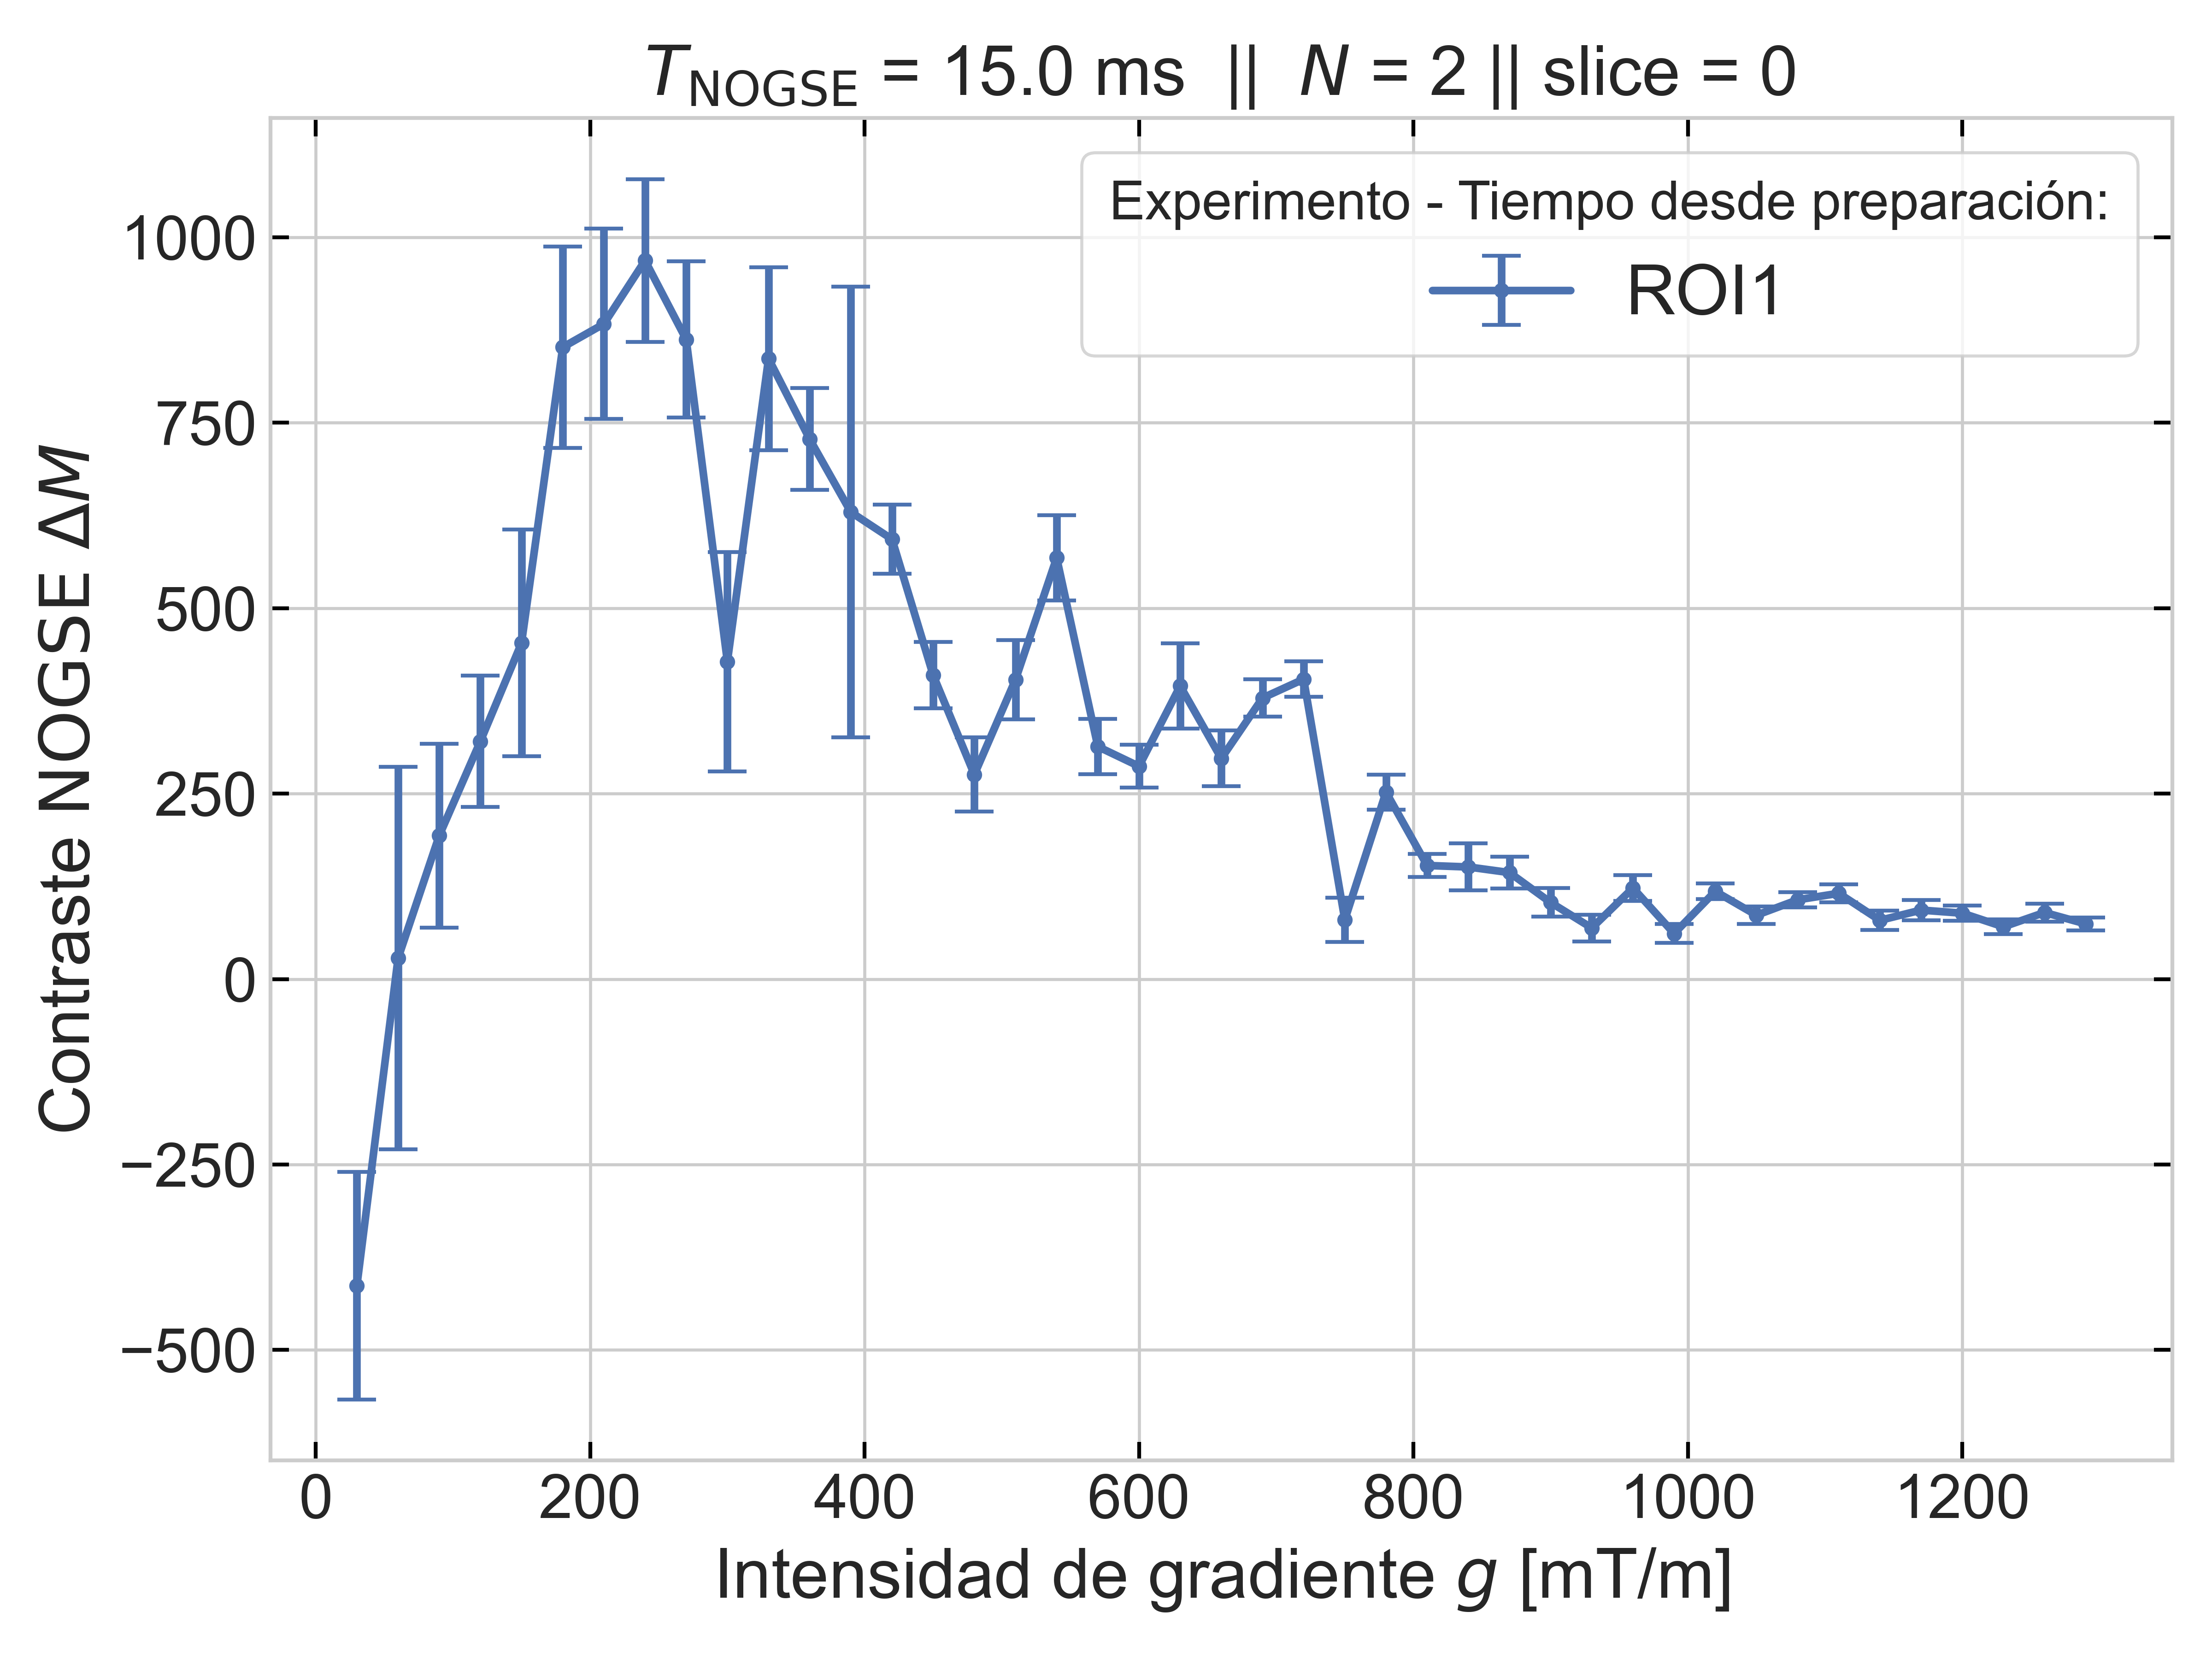 T_NOGSE = 15.0 ms || N = 2 || slice = 0
Experimento - Tiempo desde preparación:
ROI1
Contraste NOGSE ΔM
1000
750
500
250
0
−250
−500
0 200 400 600 800 1000 1200
Intensidad de gradiente g [mT/m]